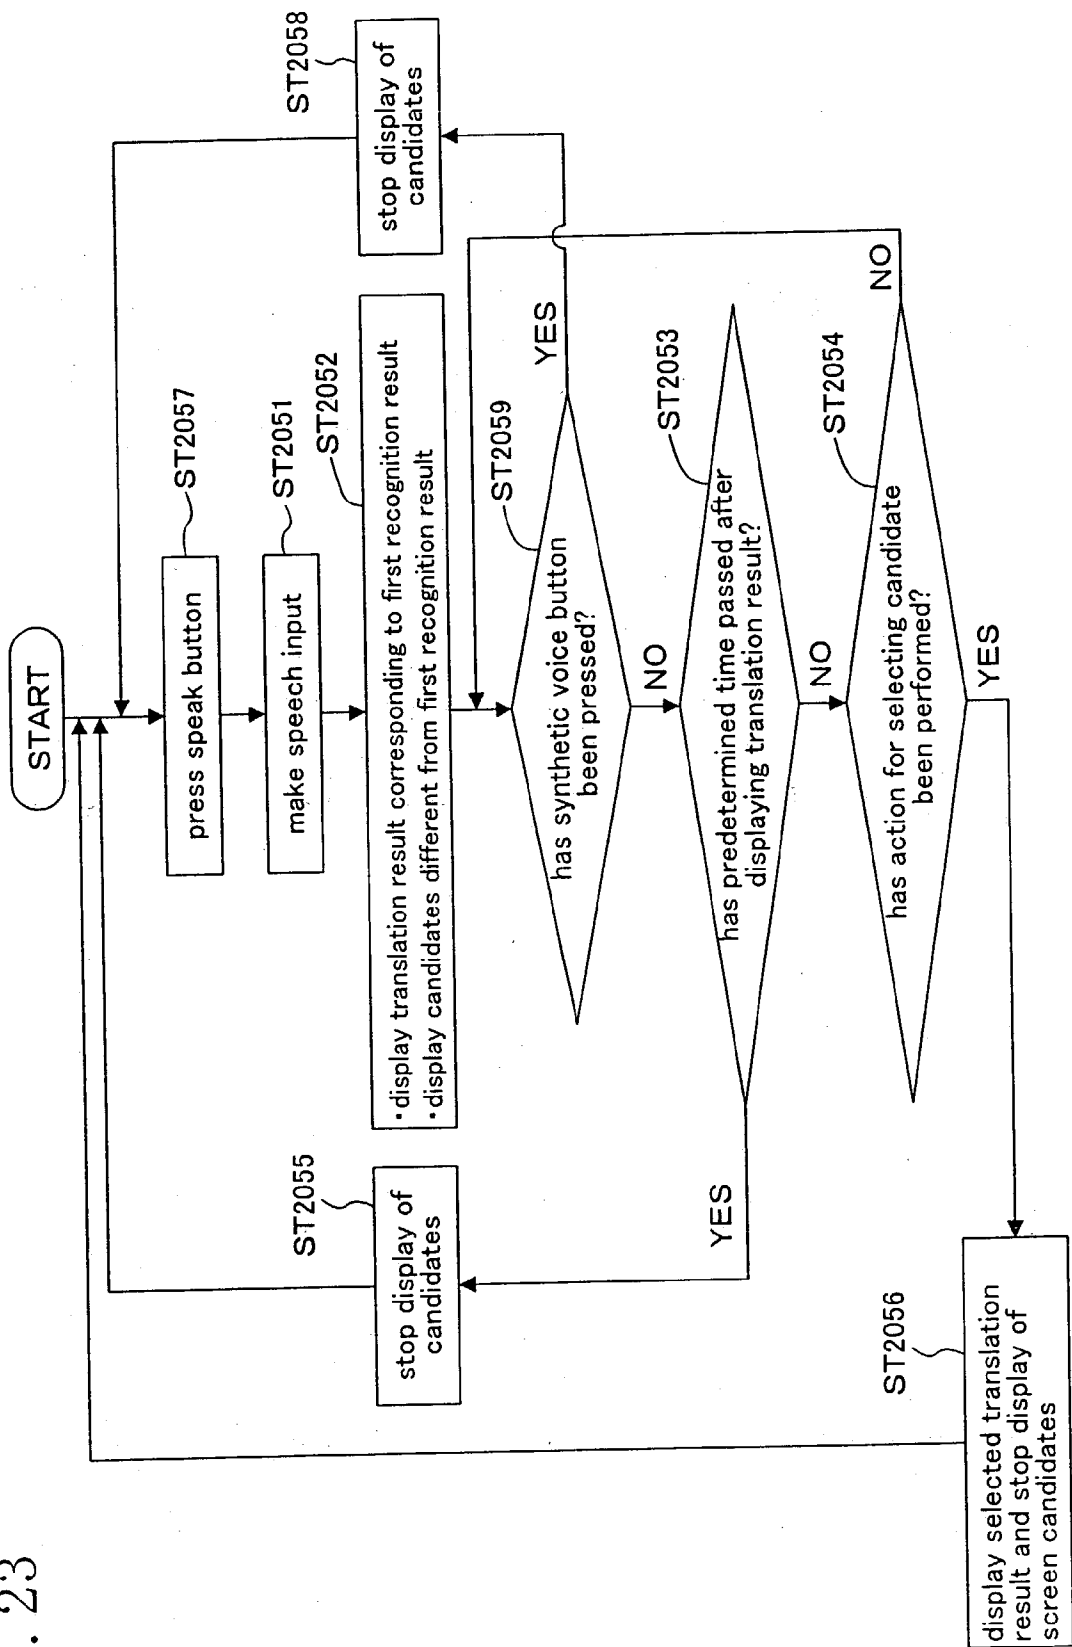 . 23
START
press speak button
ST2057
make speech input
ST2051
・display translation result corresponding to first recognition result
・display candidates different from first recognition result
ST2052
has synthetic voice button
been pressed?
ST2059
YES
stop display of
candidates
ST2058
NO
has predetermined time passed after
displaying translation result?
ST2053
YES
stop display of
candidates
ST2055
NO
has action for selecting candidate
been performed?
ST2054
NO
YES
display selected translation
result and stop display of
screen candidates
ST2056